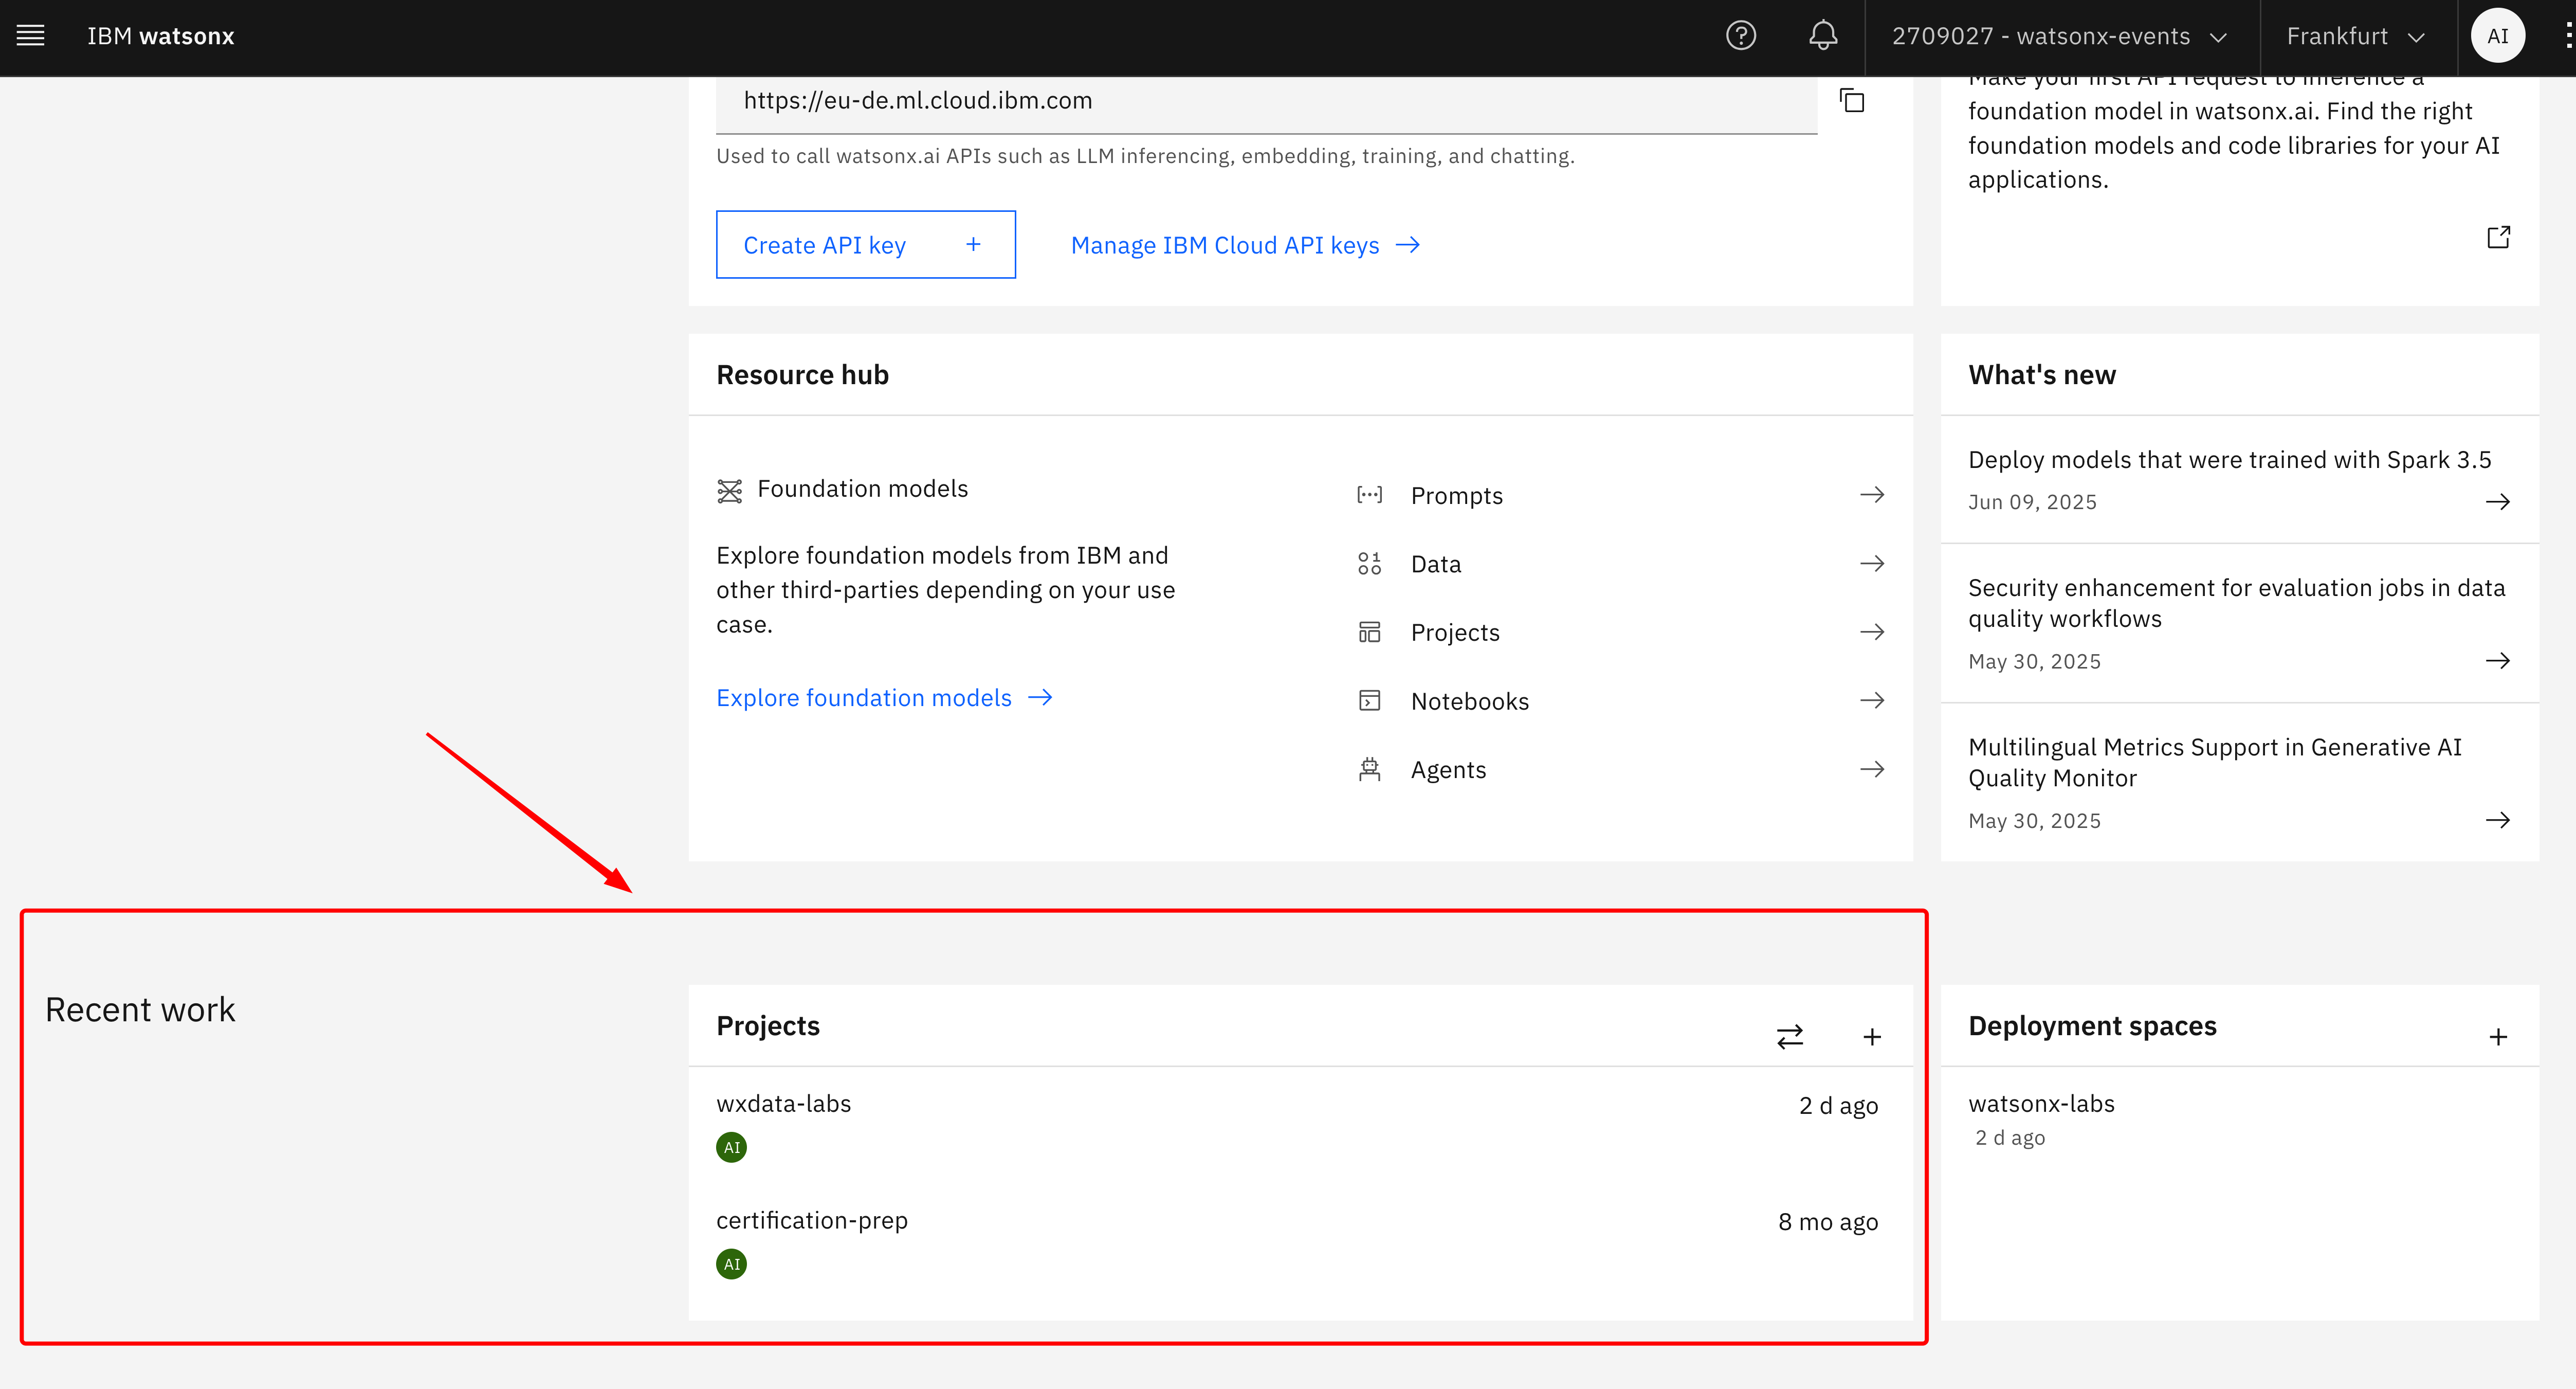 IBM watsonx
2709027 - watsonx-events
Frankfurt
AI
https://eu-de.ml.cloud.ibm.com
Used to call watsonx.ai APIs such as LLM inferencing, embedding, training, and chatting.
Create API key +
Manage IBM Cloud API keys
Make your first API request to inference a
foundation model in watsonx.ai. Find the right
foundation models and code libraries for your AI
applications.
Resource hub
Foundation models
Explore foundation models from IBM and
other third-parties depending on your use
case.
Explore foundation models
Prompts
Data
Projects
Notebooks
Agents
What's new
Deploy models that were trained with Spark 3.5
Jun 09, 2025
Security enhancement for evaluation jobs in data
quality workflows
May 30, 2025
Multilingual Metrics Support in Generative AI
Quality Monitor
May 30, 2025
Recent work
Projects
wxdata-labs
2 d ago
AI
certification-prep
8 mo ago
AI
Deployment spaces
watsonx-labs
2 d ago